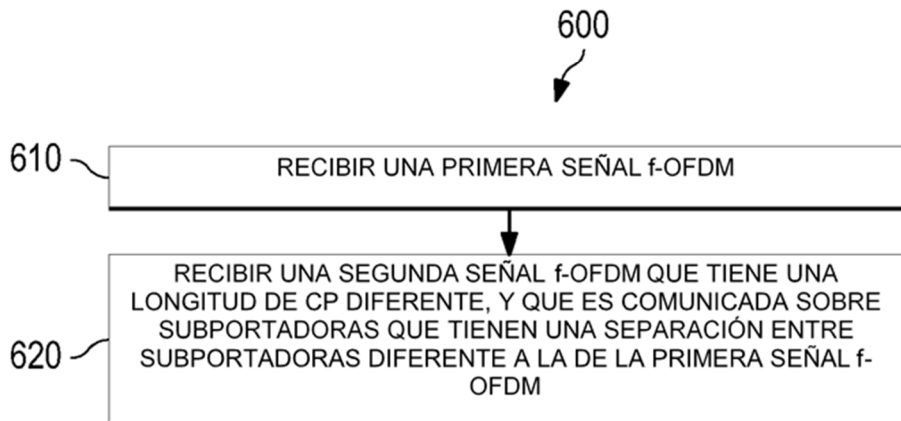 600
610
RECIBIR UNA PRIMERA SEÑAL f-OFDM
620
RECIBIR UNA SEGUNDA SEÑAL f-OFDM QUE TIENE UNA
LONGITUD DE CP DIFERENTE, Y QUE ES COMUNICADA SOBRE
SUBPORTADORAS QUE TIENEN UNA SEPARACIÓN ENTRE
SUBPORTADORAS DIFERENTE A LA DE LA PRIMERA SEÑAL f-
OFDM